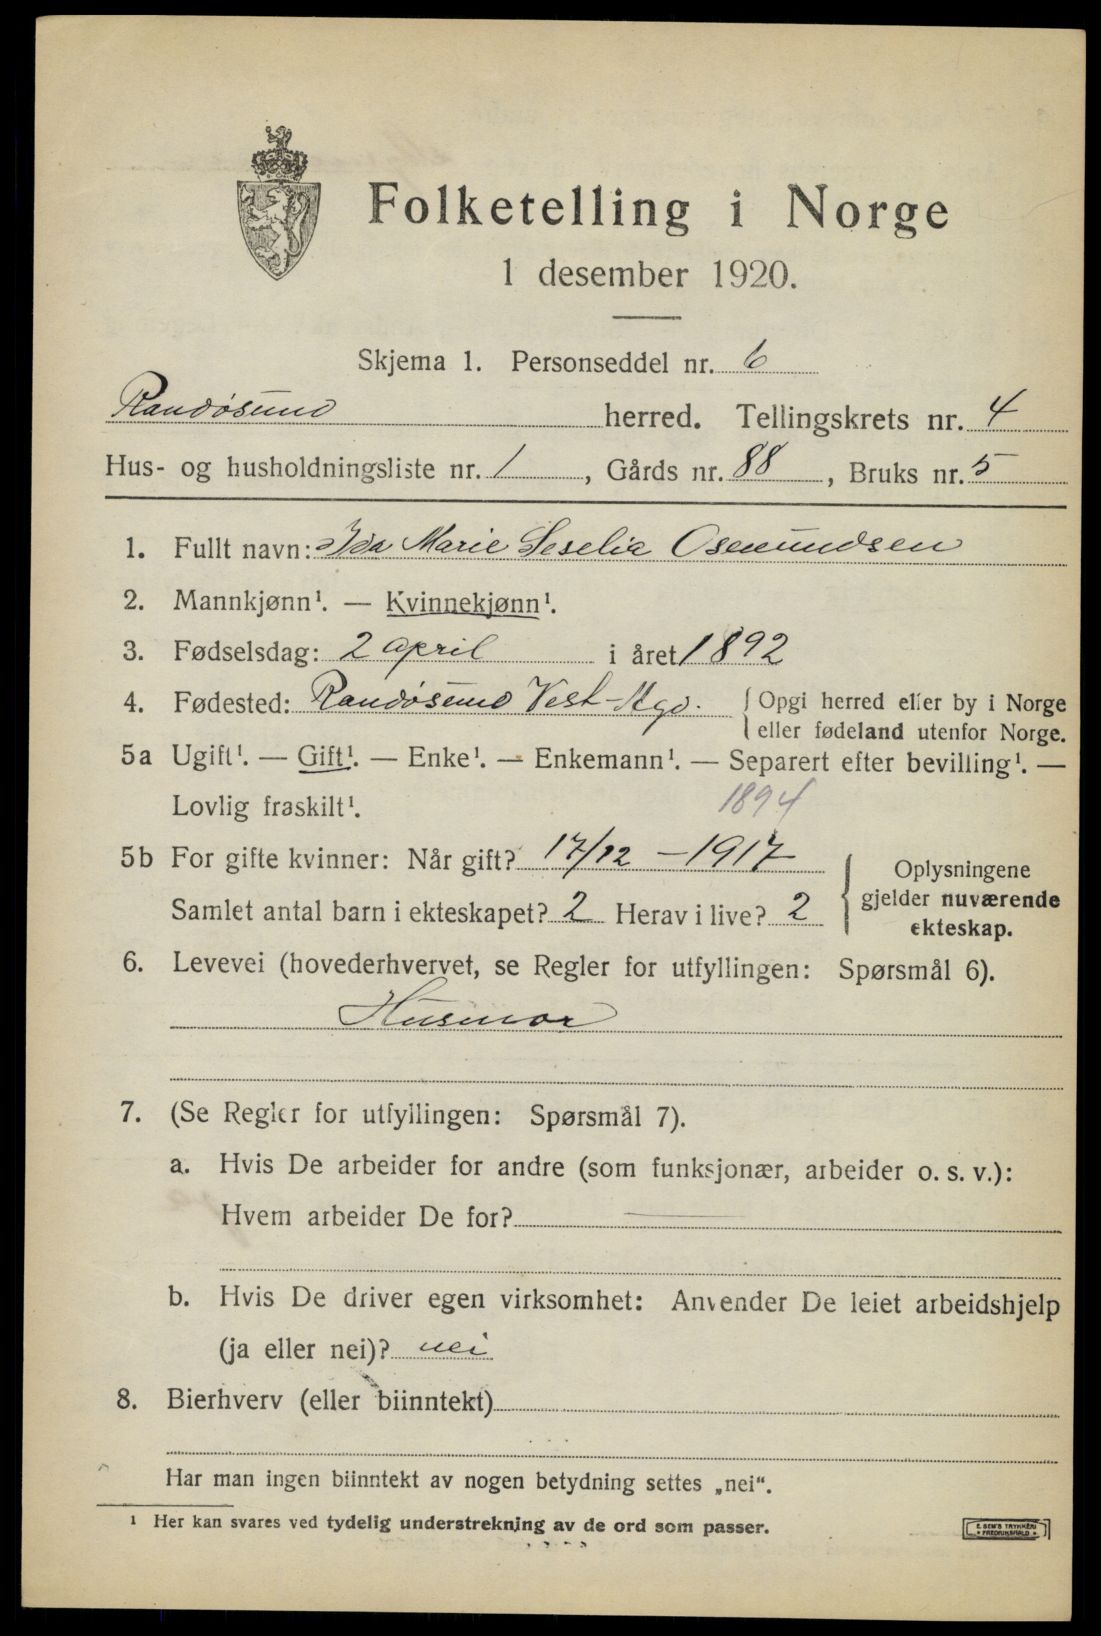 Folketelling i Norge
1 desember 1920.
Skjema 1. Personseddel nr. 6
Randøsund herred. Tellingskrets nr. 4
Hus- og husholdningsliste nr. 1, Gårds nr. 88, Bruks nr. 5
1. Fullt navn: Ida Marie Seselia Osmundsen
2. Mannkjønn¹. — Kvinnekjønn¹.
3. Fødselsdag: 2 april i året 1892
4. Fødested: Randøsund Vest-Agd. { Opgi herred eller by i Norge
eller fødeland utenfor Norge.
5a Ugift¹. — Gift¹. — Enke¹. — Enkemann¹. — Separert efter bevilling¹. —
Lovlig fraskilt¹. 1894
5b For gifte kvinner: Når gift? 17/12 – 1917
Samlet antal barn i ekteskapet? 2 Herav i live? 2
{ Oplysningene
gjelder nuværende
ekteskap.
6. Levevei (hovederhvervet, se Regler for utfyllingen: Spørsmål 6).
Husmor
7. (Se Regler for utfyllingen: Spørsmål 7).
a. Hvis De arbeider for andre (som funksjonær, arbeider o. s. v.):
Hvem arbeider De for? —
b. Hvis De driver egen virksomhet: Anvender De leiet arbeidshjelp
(ja eller nei)? nei
8. Bierhverv (eller biinntekt)
Har man ingen biinntekt av nogen betydning settes „nei“.
¹ Her kan svares ved tydelig understrekning av de ord som passer.
E. SEM'S TRYKKERI
FREDRIKSHALD